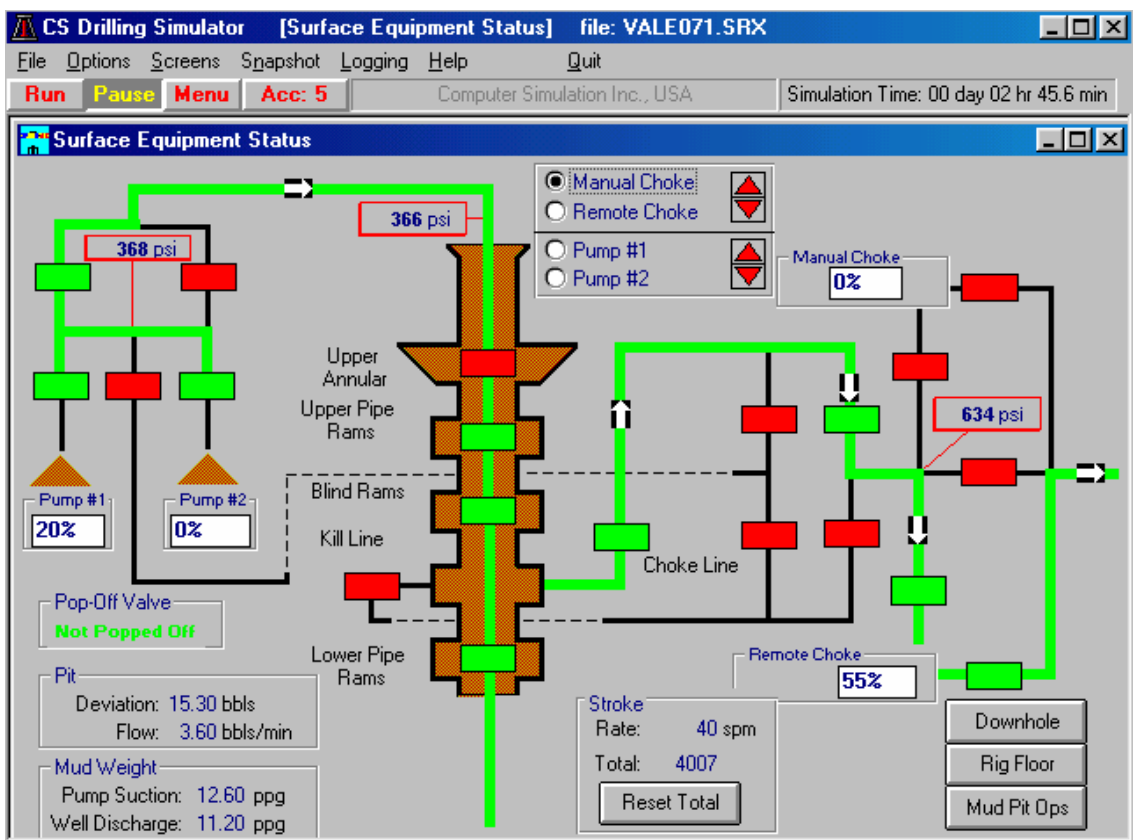 CS Drilling Simulator [Surface Equipment Status] file: VALE071.SRX
File Options Screens Snapshot Logging Help Quit
Run Pause Menu Acc: 5 Computer Simulation Inc., USA Simulation Time: 00 day 02 hr 45.6 min
Surface Equipment Status
Manual Choke
Remote Choke
Pump #1
Pump #2
366 psi
368 psi
Manual Choke
0%
Upper
Annular
Upper Pipe
Rams
634 psi
Blind Rams
Pump #1
20%
Pump #2
0%
Kill Line
Choke Line
Pop-Off Valve
Not Popped Off
Lower Pipe
Rams
Remote Choke
55%
Pit
Deviation: 15.30 bbls
Flow: 3.60 bbls/min
Stroke
Rate: 40 spm
Total: 4007
Reset Total
Downhole
Rig Floor
Mud Pit Ops
Mud Weight
Pump Suction: 12.60 ppg
Well Discharge: 11.20 ppg